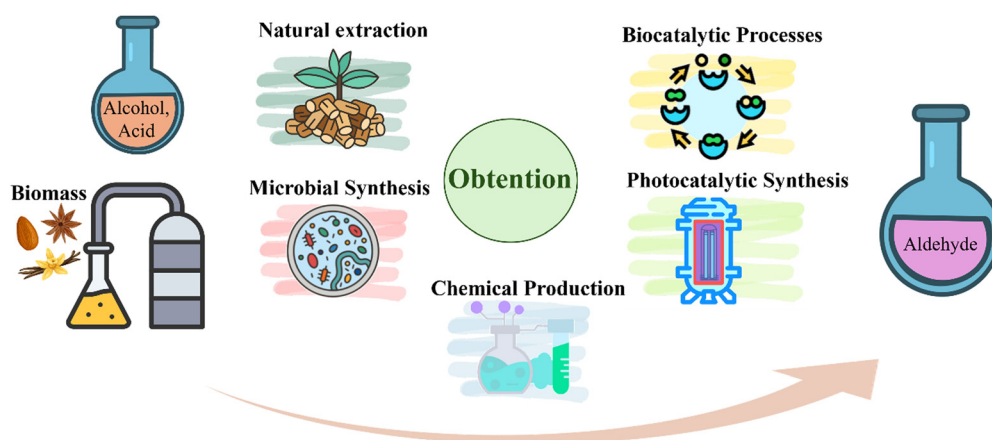 Natural extraction
Biocatalytic Processes
Alcohol,
Acid
Obtention
Biomass
Microbial Synthesis
Photocatalytic Synthesis
Aldehyde
Chemical Production